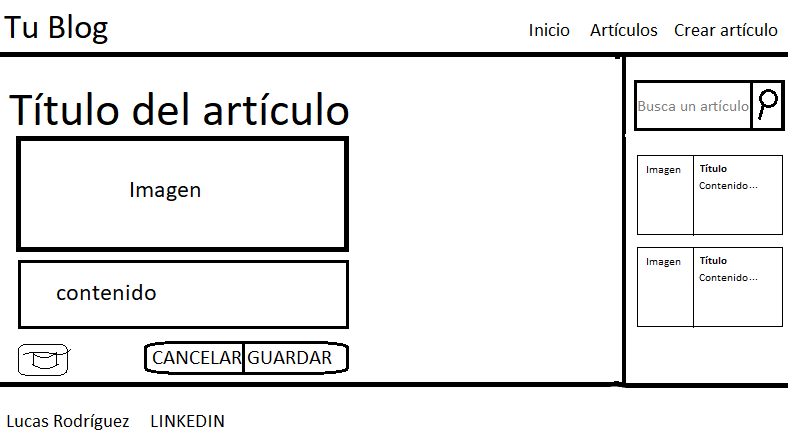 Tu Blog
Inicio Artículos Crear artículo
Título del artículo
Imagen
contenido
CANCELAR GUARDAR
Busca un artículo
Imagen Título
Contenido...
Imagen Título
Contenido...
Lucas Rodríguez LINKEDIN